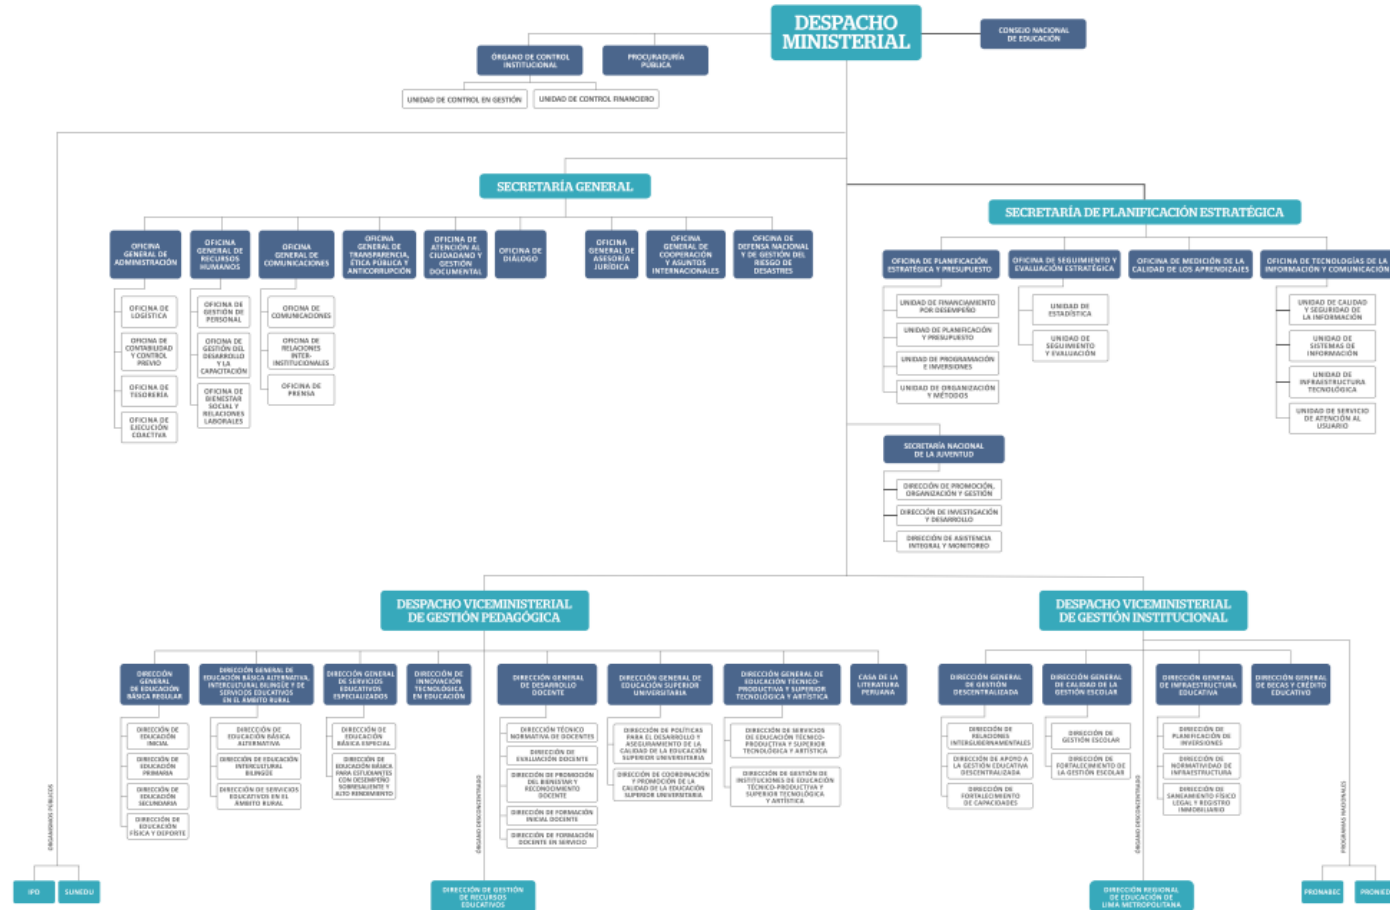 DESPACHO
MINISTERIAL
CONSEJO NACIONAL
DE EDUCACIÓN
ÓRGANO DE CONTROL
INSTITUCIONAL
PROCURADURÍA
PÚBLICA
UNIDAD DE CONTROL EN GESTIÓN
UNIDAD DE CONTROL FINANCIERO
SECRETARÍA GENERAL
SECRETARÍA DE PLANIFICACIÓN ESTRATÉGICA
OFICINA
GENERAL DE
ADMINISTRACIÓN
OFICINA
GENERAL DE
RECURSOS
HUMANOS
OFICINA
GENERAL DE
COMUNICACIONES
OFICINA
GENERAL DE
TRANSPARENCIA,
ÉTICA PÚBLICA Y
ANTICORRUPCIÓN
OFICINA DE
ATENCIÓN AL
CIUDADANO Y
GESTIÓN
DOCUMENTAL
OFICINA DE
DIÁLOGO
OFICINA
GENERAL DE
ASESORÍA
JURÍDICA
OFICINA
GENERAL DE
COOPERACIÓN
Y ASUNTOS
INTERNACIONALES
OFICINA DE
DEFENSA NACIONAL
Y DE GESTIÓN DEL
RIESGO DE
DESASTRES
OFICINA DE PLANIFICACIÓN
ESTRATÉGICA Y PRESUPUESTO
OFICINA DE SEGUIMIENTO Y
EVALUACIÓN ESTRATÉGICA
OFICINA DE MEDICIÓN DE LA
CALIDAD DE LOS APRENDIZAJES
OFICINA DE TECNOLOGÍAS DE LA
INFORMACIÓN Y COMUNICACIÓN
OFICINA DE
LOGÍSTICA
OFICINA DE
CONTABILIDAD
Y CONTROL
PREVIO
OFICINA DE
TESORERÍA
OFICINA DE
EJECUCIÓN
COACTIVA
OFICINA DE
GESTIÓN DE
PERSONAL
OFICINA DE
GESTIÓN DEL
DESARROLLO
Y LA
CAPACITACIÓN
OFICINA DE
BIENESTAR
SOCIAL Y
RELACIONES
LABORALES
OFICINA DE
COMUNICACIONES
OFICINA DE
RELACIONES
INTER-
INSTITUCIONALES
OFICINA DE
PRENSA
UNIDAD DE FINANCIAMIENTO
POR DESEMPEÑO
UNIDAD DE PLANIFICACIÓN
Y PRESUPUESTO
UNIDAD DE PROGRAMACIÓN
E INVERSIONES
UNIDAD DE ORGANIZACIÓN
Y MÉTODOS
UNIDAD DE
ESTADÍSTICA
UNIDAD DE
SEGUIMIENTO
Y EVALUACIÓN
UNIDAD DE CALIDAD
Y SEGURIDAD DE
LA INFORMACIÓN
UNIDAD DE
SISTEMAS DE
INFORMACIÓN
UNIDAD DE
INFRAESTRUCTURA
TECNOLÓGICA
UNIDAD DE SERVICIO
DE ATENCIÓN AL
USUARIO
SECRETARÍA NACIONAL
DE LA JUVENTUD
DIRECCIÓN DE PROMOCIÓN,
ORGANIZACIÓN Y GESTIÓN
DIRECCIÓN DE INVESTIGACIÓN
Y DESARROLLO
DIRECCIÓN DE ASISTENCIA
INTEGRAL Y MONITOREO
DESPACHO VICEMINISTERIAL
DE GESTIÓN PEDAGÓGICA
DESPACHO VICEMINISTERIAL
DE GESTIÓN INSTITUCIONAL
DIRECCIÓN
GENERAL
DE EDUCACIÓN
BÁSICA REGULAR
DIRECCIÓN GENERAL DE
EDUCACIÓN BÁSICA ALTERNATIVA,
INTERCULTURAL BILINGÜE Y DE
SERVICIOS EDUCATIVOS
EN EL ÁMBITO RURAL
DIRECCIÓN GENERAL
DE SERVICIOS
EDUCATIVOS
ESPECIALIZADOS
DIRECCIÓN DE
INNOVACIÓN
TECNOLÓGICA
EN EDUCACIÓN
DIRECCIÓN GENERAL
DE DESARROLLO
DOCENTE
DIRECCIÓN GENERAL DE
EDUCACIÓN SUPERIOR
UNIVERSITARIA
DIRECCIÓN GENERAL DE
EDUCACIÓN TÉCNICO-
PRODUCTIVA Y SUPERIOR
TECNOLÓGICA Y ARTÍSTICA
CASA DE LA
LITERATURA
PERUANA
DIRECCIÓN GENERAL
DE GESTIÓN
DESCENTRALIZADA
DIRECCIÓN GENERAL
DE CALIDAD DE LA
GESTIÓN ESCOLAR
DIRECCIÓN GENERAL
DE INFRAESTRUCTURA
EDUCATIVA
DIRECCIÓN GENERAL
DE BECAS Y CRÉDITO
EDUCATIVO
DIRECCIÓN DE
EDUCACIÓN
INICIAL
DIRECCIÓN DE
EDUCACIÓN
PRIMARIA
DIRECCIÓN DE
EDUCACIÓN
SECUNDARIA
DIRECCIÓN DE
EDUCACIÓN
FÍSICA Y DEPORTE
DIRECCIÓN DE
EDUCACIÓN BÁSICA
ALTERNATIVA
DIRECCIÓN DE EDUCACIÓN
INTERCULTURAL
BILINGÜE
DIRECCIÓN DE SERVICIOS
EDUCATIVOS EN EL
ÁMBITO RURAL
DIRECCIÓN DE
EDUCACIÓN
BÁSICA ESPECIAL
DIRECCIÓN DE
EDUCACIÓN BÁSICA
PARA ESTUDIANTES
CON DESEMPEÑO
SOBRESALIENTE Y
ALTO RENDIMIENTO
DIRECCIÓN TÉCNICO
NORMATIVA DE DOCENTES
DIRECCIÓN DE
EVALUACIÓN DOCENTE
DIRECCIÓN DE PROMOCIÓN
DEL BIENESTAR Y
RECONOCIMIENTO
DOCENTE
DIRECCIÓN DE FORMACIÓN
INICIAL DOCENTE
DIRECCIÓN DE FORMACIÓN
DOCENTE EN SERVICIO
DIRECCIÓN DE POLÍTICAS
PARA EL DESARROLLO Y
ASEGURAMIENTO DE LA
CALIDAD DE LA EDUCACIÓN
SUPERIOR UNIVERSITARIA
DIRECCIÓN DE COORDINACIÓN
Y PROMOCIÓN DE LA
CALIDAD DE LA EDUCACIÓN
SUPERIOR UNIVERSITARIA
DIRECCIÓN DE SERVICIOS
DE EDUCACIÓN TÉCNICO-
PRODUCTIVA Y SUPERIOR
TECNOLÓGICA Y ARTÍSTICA
DIRECCIÓN DE GESTIÓN DE
INSTITUCIONES DE EDUCACIÓN
TÉCNICO-PRODUCTIVA Y
SUPERIOR TECNOLÓGICA
Y ARTÍSTICA
DIRECCIÓN DE
RELACIONES
INTERGUBERNAMENTALES
DIRECCIÓN DE APOYO A
LA GESTIÓN EDUCATIVA
DESCENTRALIZADA
DIRECCIÓN DE
FORTALECIMIENTO
DE CAPACIDADES
DIRECCIÓN DE
GESTIÓN ESCOLAR
DIRECCIÓN DE
FORTALECIMIENTO DE
LA GESTIÓN ESCOLAR
DIRECCIÓN DE
PLANIFICACIÓN DE
INVERSIONES
DIRECCIÓN DE
NORMATIVIDAD DE
INFRAESTRUCTURA
DIRECCIÓN DE
SANEAMIENTO FÍSICO
LEGAL Y REGISTRO
INMOBILIARIO
ORGANISMOS PÚBLICOS
ÓRGANO DESCONCENTRADO
ÓRGANO DESCONCENTRADO
PROGRAMAS NACIONALES
IPD
SUNEDU
DIRECCIÓN DE GESTIÓN
DE RECURSOS
EDUCATIVOS
DIRECCIÓN REGIONAL
DE EDUCACIÓN DE
LIMA METROPOLITANA
PRONABEC
PRONIED